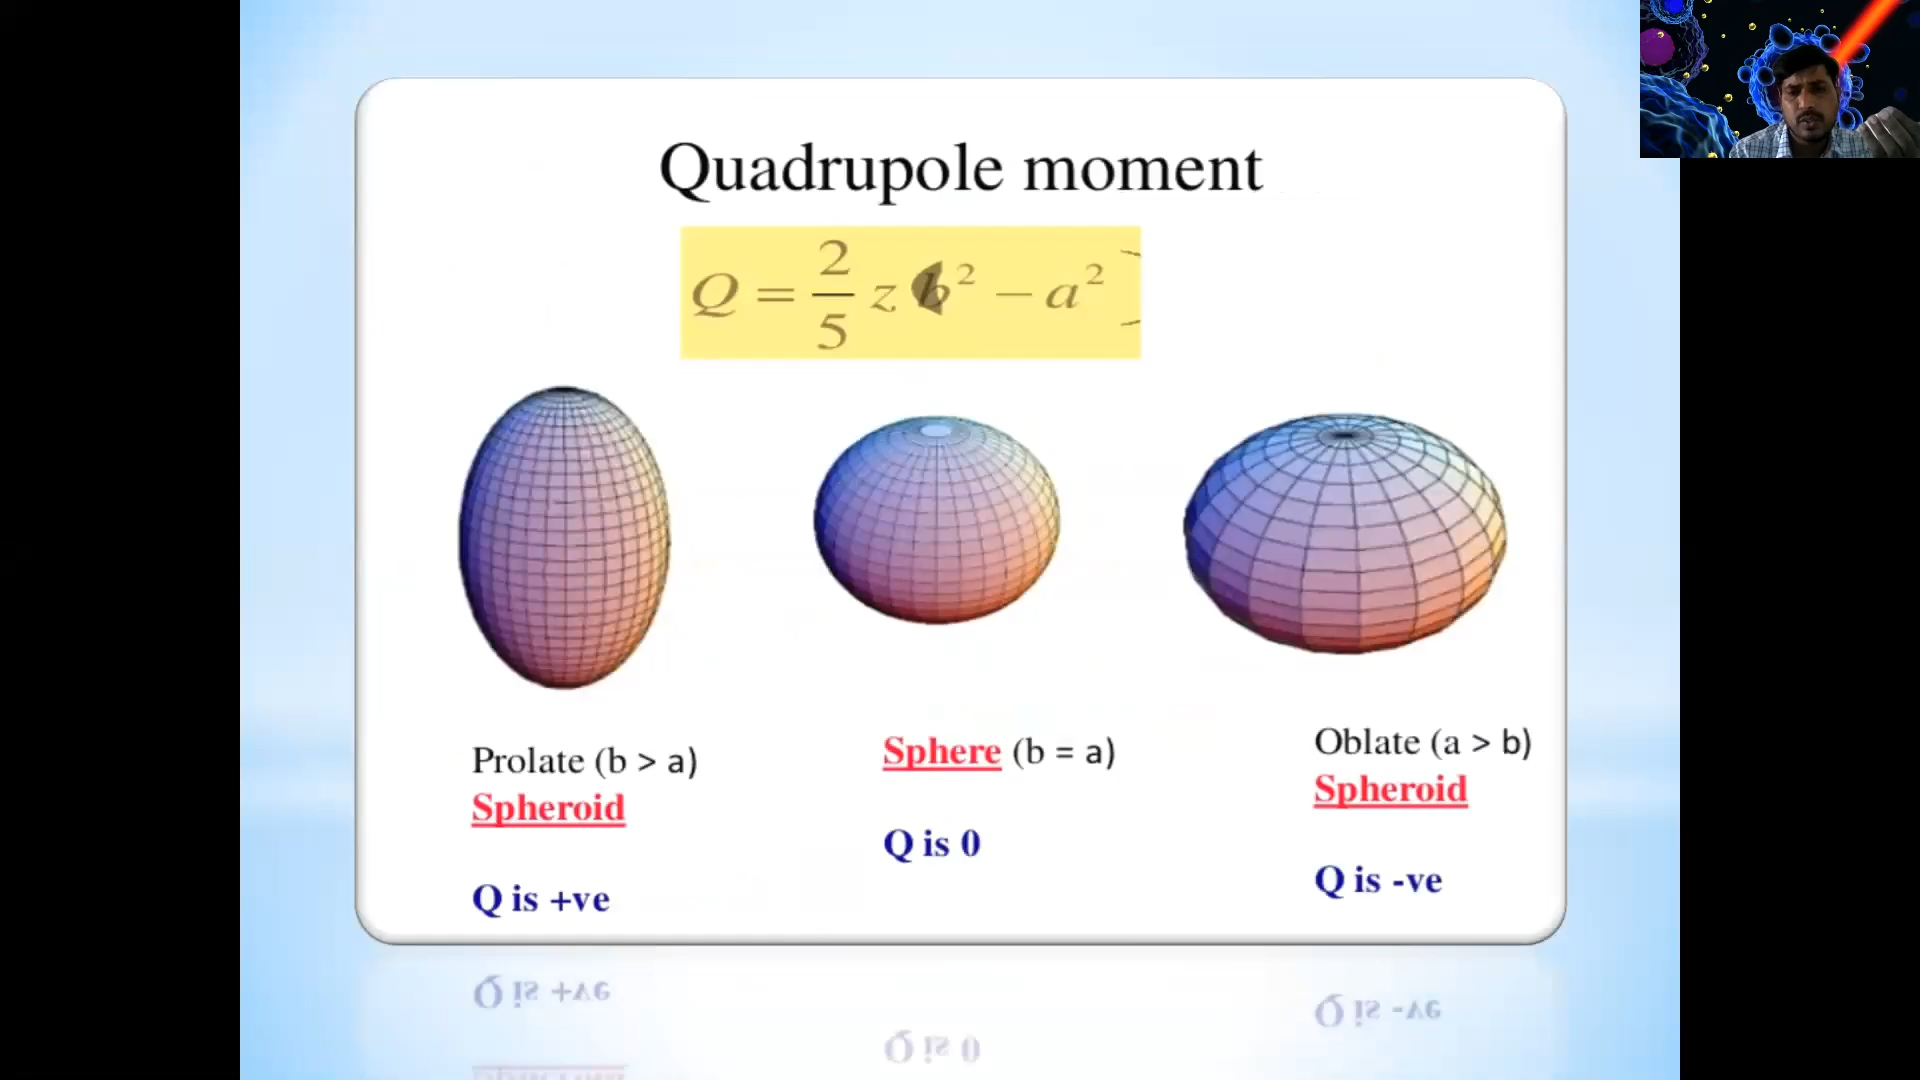 Quadrupole moment
Q = 2/5 z (b² − a²)
Prolate (b > a)
Spheroid
Q is +ve
Sphere (b = a)
Q is 0
Oblate (a > b)
Spheroid
Q is -ve